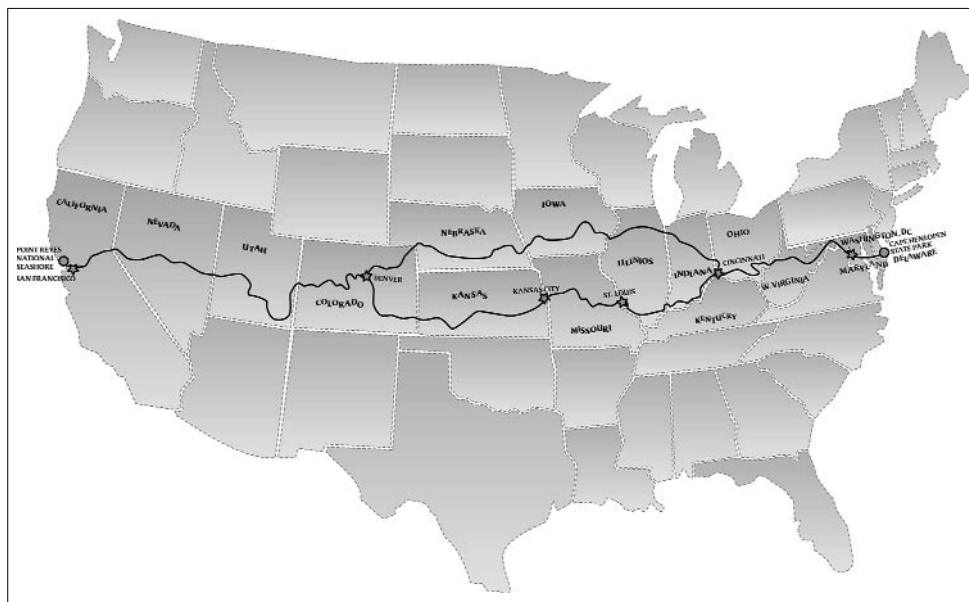 CALIFORNIA
NEVADA
UTAH
COLORADO
NEBRASKA
KANSAS
IOWA
MISSOURI
ILLINIOS
INDIANA
OHIO
KENTUCKY
W. VIRGINIA
MARYLAND
DELAWARE
POINT REYES
NATIONAL
SEASHORE
SAN FRANCISCO
DENVER
KANSAS CITY
ST. LOUIS
CINCINNATI
WASHINGTON, DC
CAPE HENLOPEN
STATE PARK